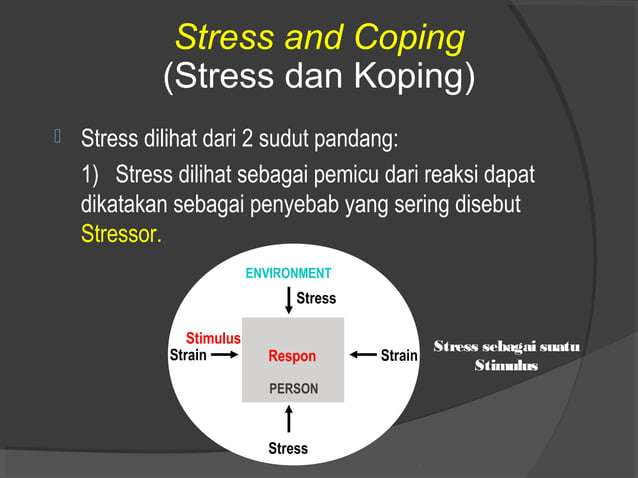 Stress and Coping
(Stress dan Koping)
Stress dilihat dari 2 sudut pandang:
1) Stress dilihat sebagai pemicu dari reaksi dapat
dikatakan sebagai penyebab yang sering disebut
Stressor.
ENVIRONMENT
Stress
Stimulus
Strain
Respon
Strain
PERSON
Stress
Stress sebagai suatu
Stimulus